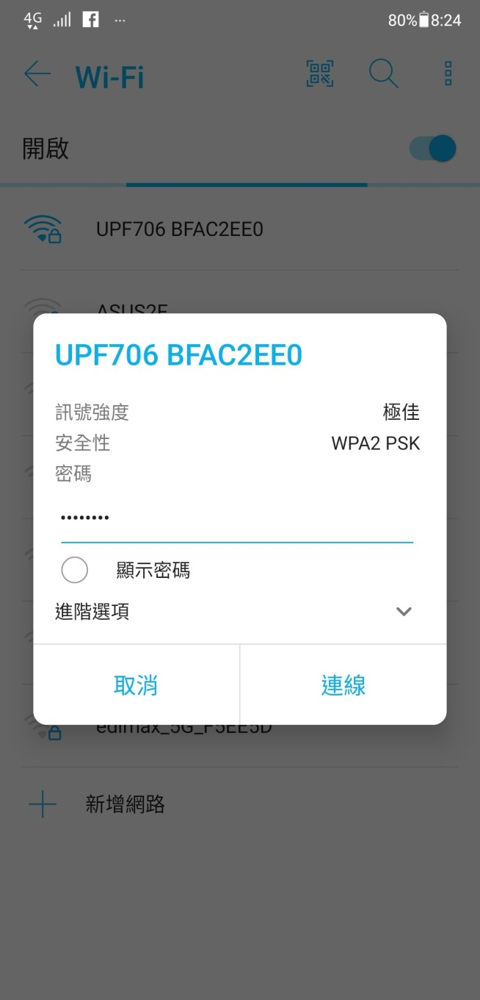 4G ... 80% 8:24
Wi-Fi
開啟
UPF706 BFAC2EE0
ASUS2F
UPF706 BFAC2EE0
訊號強度 極佳
安全性 WPA2 PSK
密碼
••••••••
顯示密碼
進階選項
取消 連線
edimax_5G_F5EE5D
新增網路